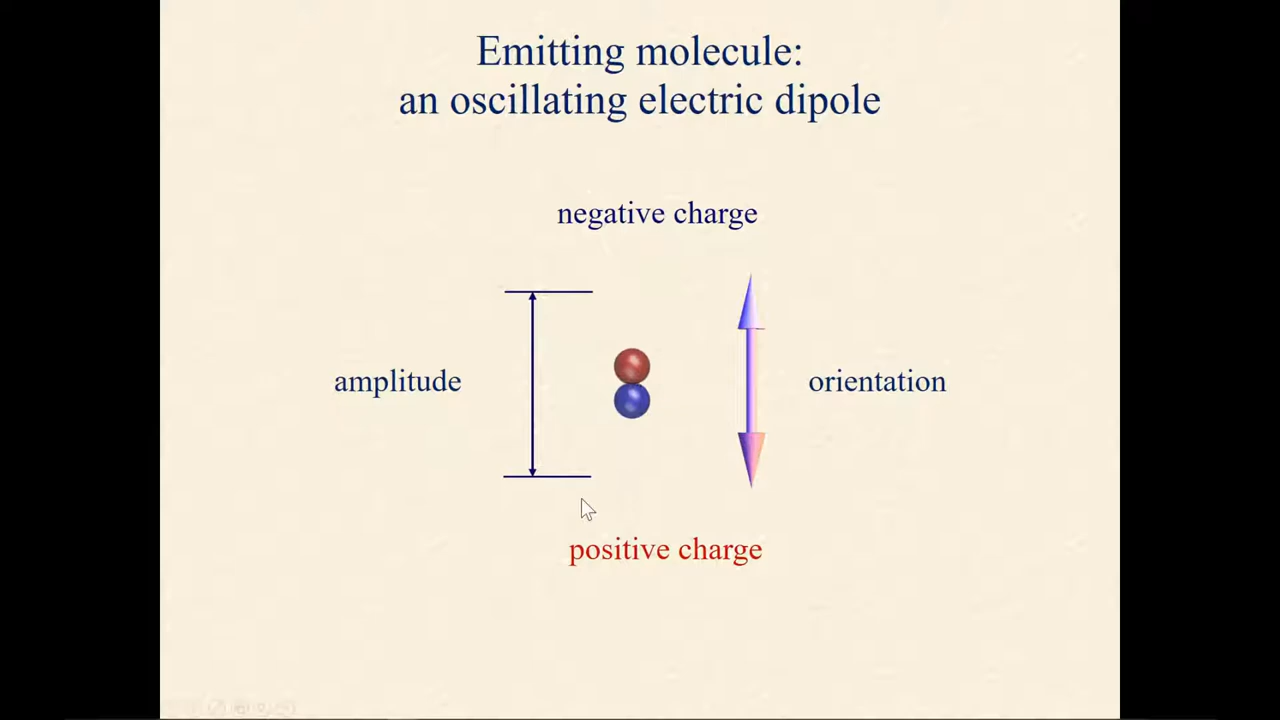 Emitting molecule:
an oscillating electric dipole
negative charge
amplitude
orientation
positive charge